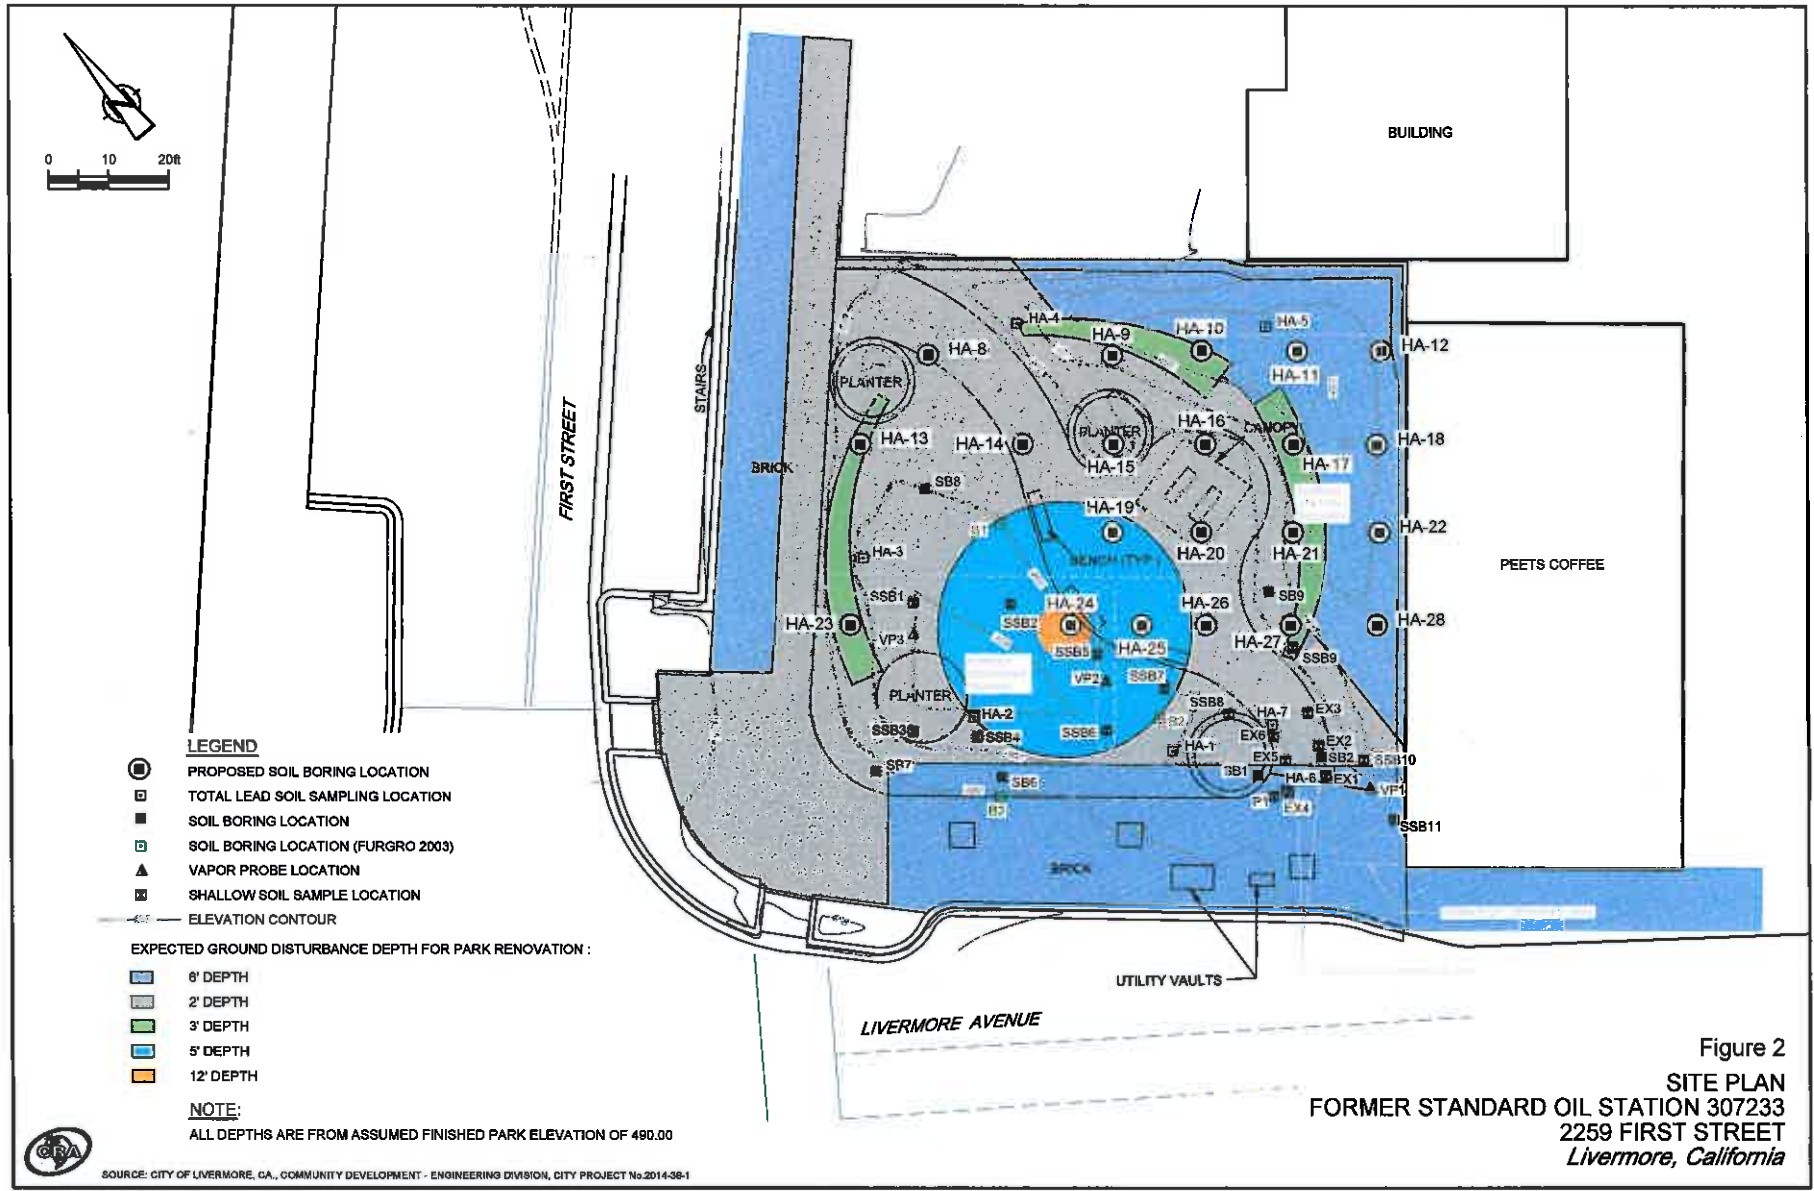 0 10 20ft
BUILDING
FIRST STREET
STAIRS
BRICK
HA-4
HA-8
HA-9
HA-10
HA-5
HA-11
HA-12
PLANTER
HA-13
HA-14
PLANTER
HA-15
HA-16
CANOPY
HA-17
HA-18
SB8
HA-3
B1
HA-19
BENCH (TYP.)
HA-20
HA-21
HA-22
PEETS COFFEE
SSB1
VP3
HA-23
SSB2
HA-24
HA-25
HA-26
SB9
HA-27
HA-28
SSB5
SSB9
VP2
SSB7
PLANTER
HA-2
SSB3
SSB4
SSB6
B2
SSB8
HA-7
EX3
EX6
EX2
HA-1
EX5
SB2
SSB10
SB7
SB6
SB1
HA-6
EX1
VP1
P1
EX4
SSB11
BRICK
UTILITY VAULTS
LIVERMORE AVENUE
LEGEND
PROPOSED SOIL BORING LOCATION
TOTAL LEAD SOIL SAMPLING LOCATION
SOIL BORING LOCATION
SOIL BORING LOCATION (FURGRO 2003)
VAPOR PROBE LOCATION
SHALLOW SOIL SAMPLE LOCATION
ELEVATION CONTOUR
EXPECTED GROUND DISTURBANCE DEPTH FOR PARK RENOVATION :
6' DEPTH
2' DEPTH
3' DEPTH
5' DEPTH
12' DEPTH
NOTE:
ALL DEPTHS ARE FROM ASSUMED FINISHED PARK ELEVATION OF 490.00
CRA
SOURCE: CITY OF LIVERMORE, CA., COMMUNITY DEVELOPMENT - ENGINEERING DIVISION, CITY PROJECT No.2014-36-1
Figure 2
SITE PLAN
FORMER STANDARD OIL STATION 307233
2259 FIRST STREET
Livermore, California